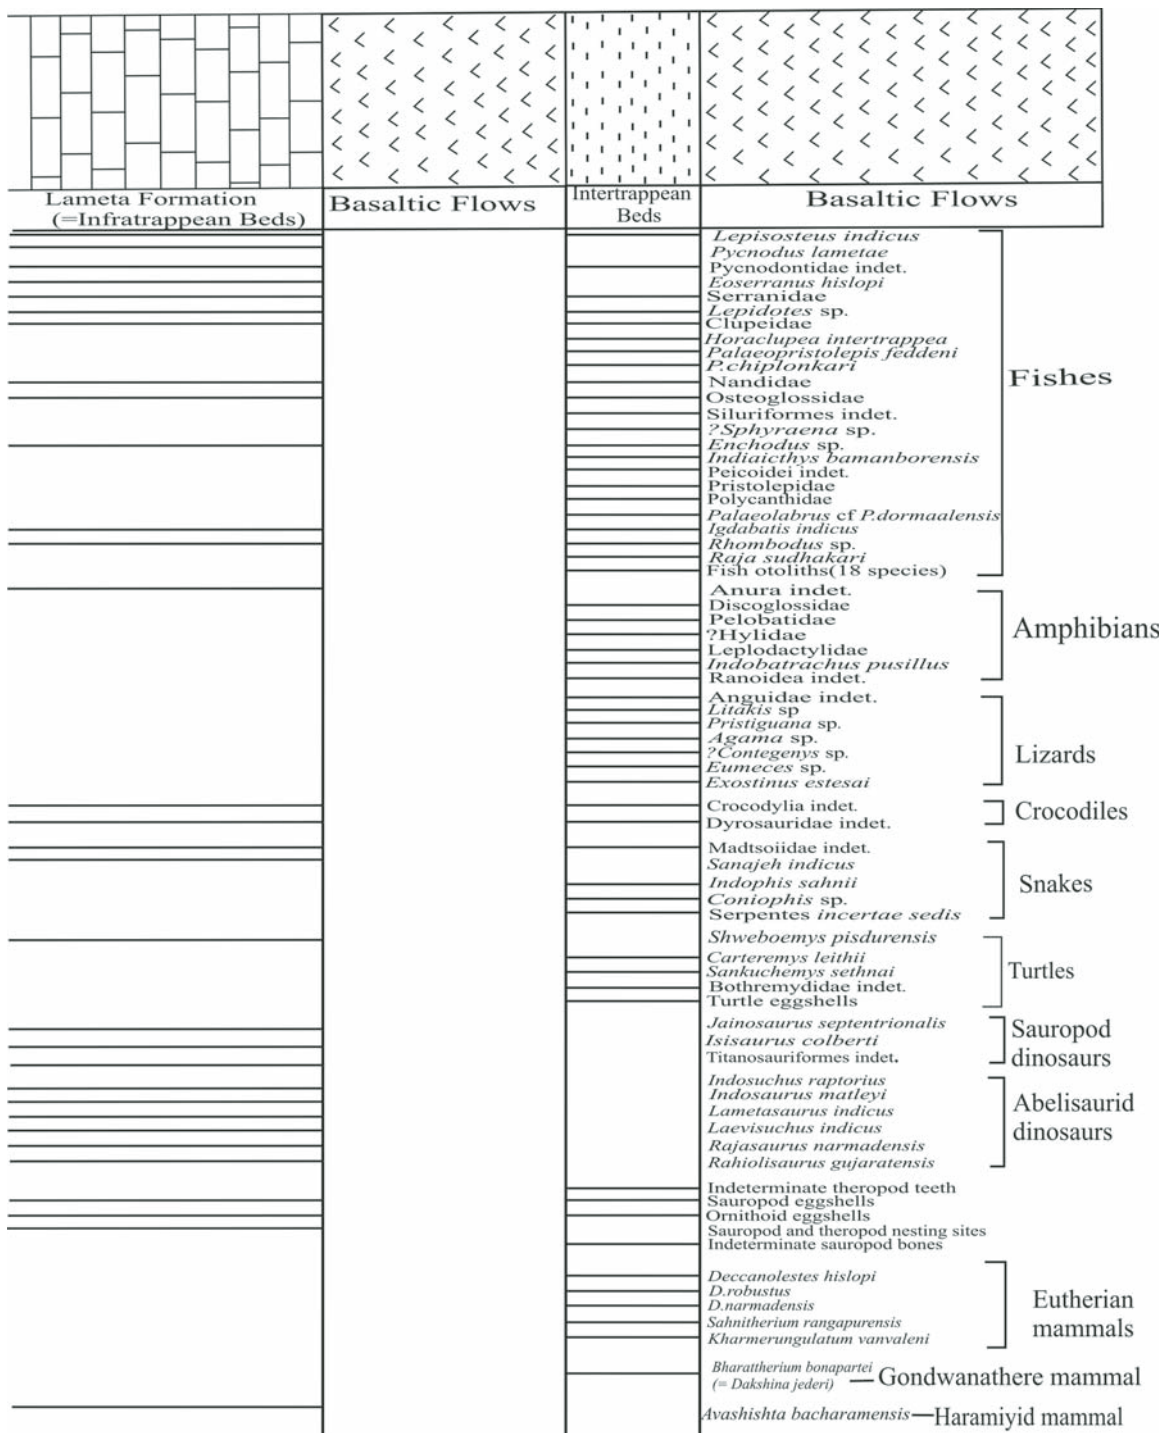 Lameta Formation
(=Infratrappean Beds)
Basaltic Flows
Intertrappean
Beds
Basaltic Flows
Lepisosteus indicus
Pycnodus lametae
Pycnodontidae indet.
Eoserranus hislopi
Serranidae
Lepidotes sp.
Clupeidae
Horaclupea intertrappea
Palaeopristolepis feddeni
P.chiplonkari
Nandidae
Osteoglossidae
Siluriformes indet.
?Sphyraena sp.
Enchodus sp.
Indiaicthys bamanborensis
Peicoidei indet.
Pristolepidae
Polycanthidae
Palaeolabrus cf P.dormaalensis
Igdabatis indicus
Rhombodus sp.
Raja sudhakari
Fish otoliths(18 species)
Fishes
Anura indet.
Discoglossidae
Pelobatidae
?Hylidae
Leplodactylidae
Indobatrachus pusillus
Ranoidea indet.
Amphibians
Anguidae indet.
Litakis sp
Pristiguana sp.
Agama sp.
?Contegenys sp.
Eumeces sp.
Exostinus estesai
Lizards
Crocodylia indet.
Dyrosauridae indet.
Crocodiles
Madtsoiidae indet.
Sanajeh indicus
Indophis sahnii
Coniophis sp.
Serpentes incertae sedis
Snakes
Shweboemys pisdurensis
Carteremys leithii
Sankuchemys sethnai
Bothremydidae indet.
Turtle eggshells
Turtles
Jainosaurus septentrionalis
Isisaurus colberti
Titanosauriformes indet.
Sauropod
dinosaurs
Indosuchus raptorius
Indosaurus matleyi
Lametasaurus indicus
Laevisuchus indicus
Rajasaurus narmadensis
Rahiolisaurus gujaratensis
Abelisaurid
dinosaurs
Indeterminate theropod teeth
Sauropod eggshells
Ornithoid eggshells
Sauropod and theropod nesting sites
Indeterminate sauropod bones
Deccanolestes hislopi
D.robustus
D.narmadensis
Sahnitherium rangapurensis
Kharmerungulatum vanvaleni
Eutherian
mammals
Bharattherium bonapartei
(= Dakshina jederi)
Gondwanathere mammal
Avashishta bacharamensis
Haramiyid mammal